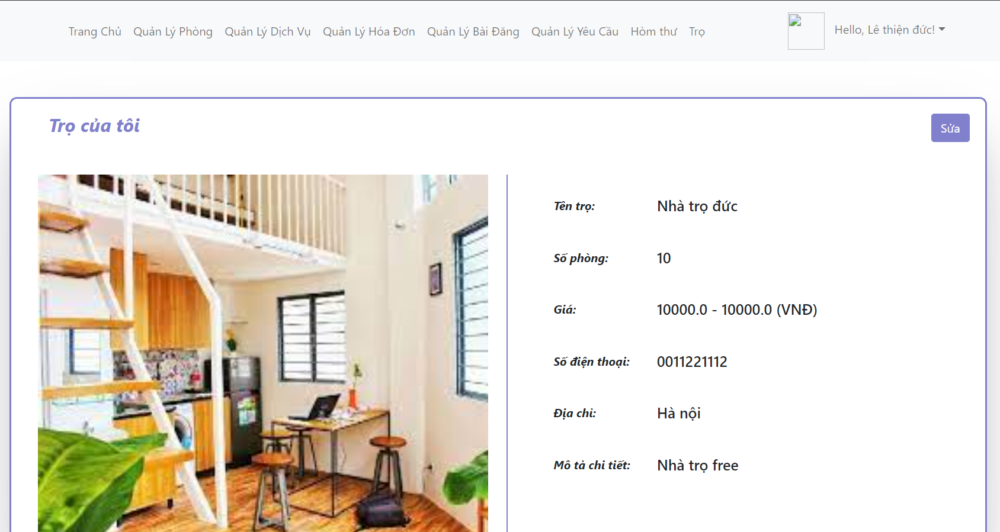 Trang Chủ Quản Lý Phòng Quản Lý Dịch Vụ Quản Lý Hóa Đơn Quản Lý Bài Đăng Quản Lý Yêu Cầu Hòm thư Trọ Hello, Lê thiện đức!
Trọ của tôi
Sửa
Tên trọ: Nhà trọ đức
Số phòng: 10
Giá: 10000.0 - 10000.0 (VNĐ)
Số điện thoại: 0011221112
Địa chỉ: Hà nội
Mô tả chi tiết: Nhà trọ free